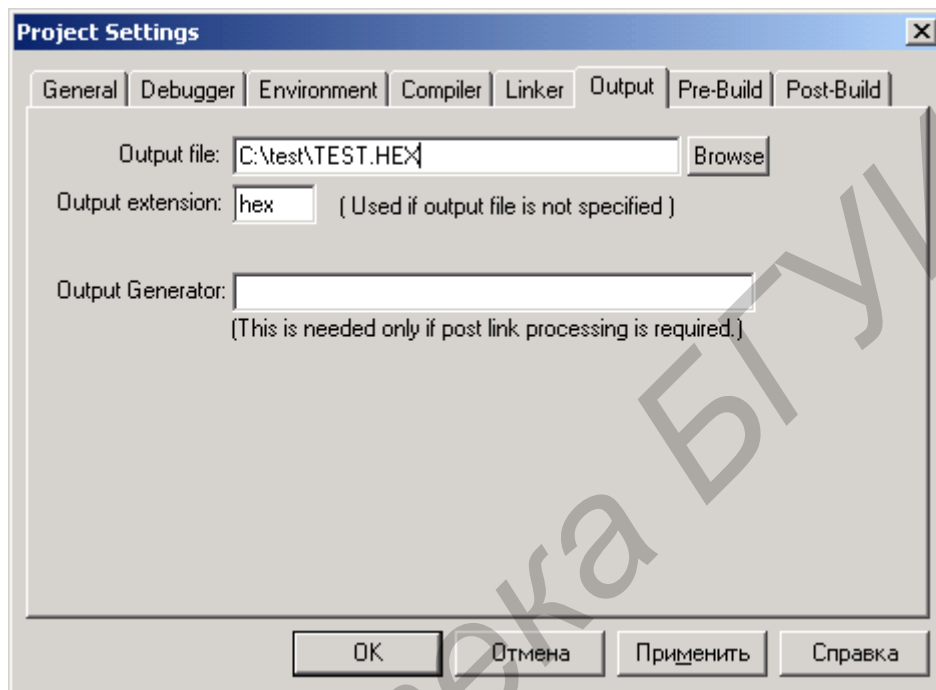 Project Settings
General Debugger Environment Compiler Linker Output Pre-Build Post-Build
Output file: C:\test\TEST.HEX Browse
Output extension: hex ( Used if output file is not specified )
Output Generator:
(This is needed only if post link processing is required.)
OK Отмена Применить Справка